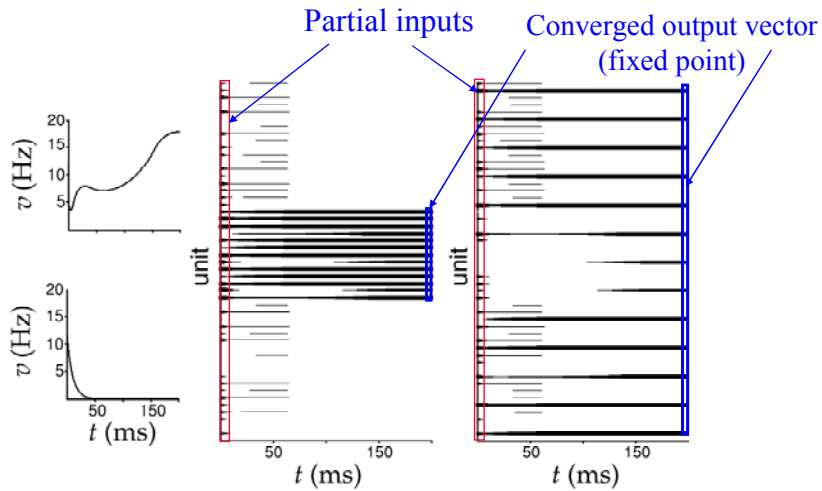 Partial inputs
Converged output vector
(fixed point)
20
15
10
5
v (Hz)
20
15
10
5
v (Hz)
50 150
t (ms)
unit
50 150
t (ms)
unit
50 150
t (ms)